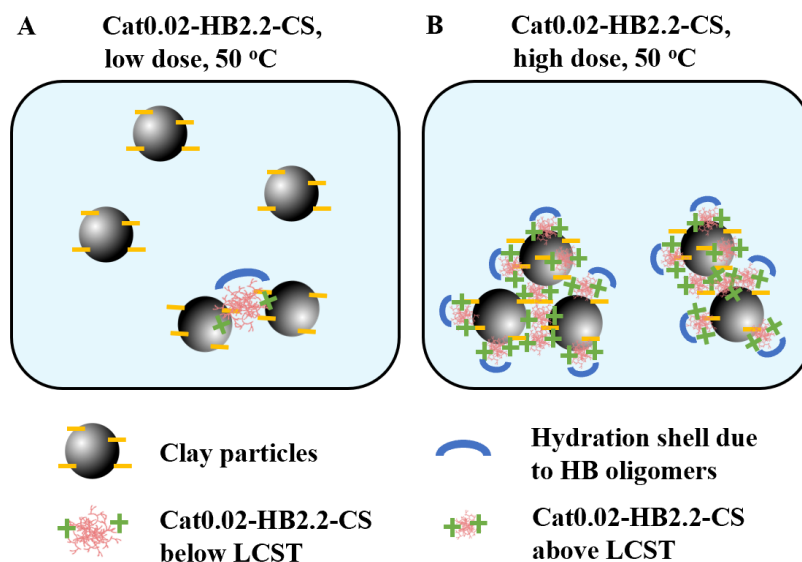 A Cat0.02-HB2.2-CS,
low dose, 50 ᵒC
B Cat0.02-HB2.2-CS,
high dose, 50 ᵒC
Clay particles
Hydration shell due
to HB oligomers
Cat0.02-HB2.2-CS
below LCST
Cat0.02-HB2.2-CS
above LCST